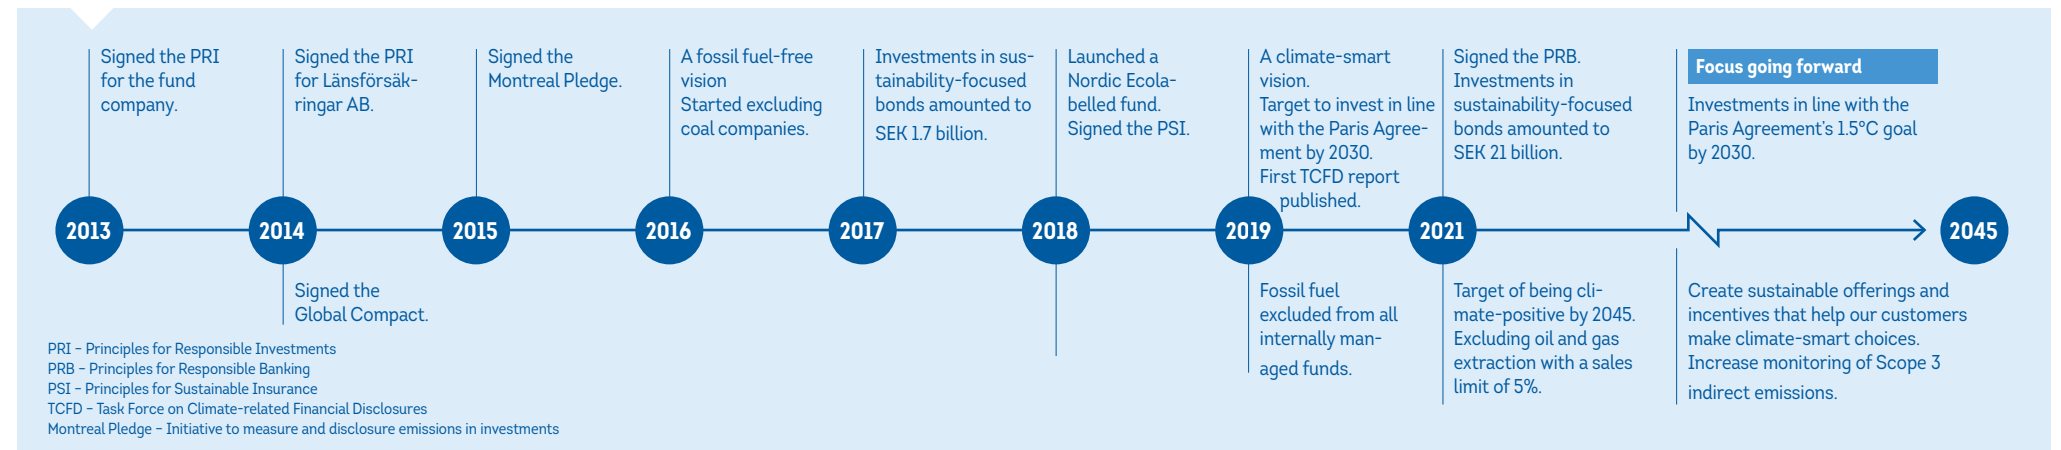 Signed the PRI
for the fund
company.
Signed the PRI
for Länsförsäk-
ringar AB.
Signed the
Montreal Pledge.
A fossil fuel-free
vision
Started excluding
coal companies.
Investments in sus-
tainability-focused
bonds amounted to
SEK 1.7 billion.
Launched a
Nordic Ecola-
belled fund.
Signed the PSI.
A climate-smart
vision.
Target to invest in line
with the Paris Agree-
ment by 2030.
First TCFD report
published.
Signed the PRB.
Investments in
sustainability-focused
bonds amounted to
SEK 21 billion.
Focus going forward
Investments in line with the
Paris Agreement's 1.5°C goal
by 2030.
2013
2014
2015
2016
2017
2018
2019
2021
2045
Signed the
Global Compact.
Fossil fuel
excluded from all
internally man-
aged funds.
Target of being cli-
mate-positive by 2045.
Excluding oil and gas
extraction with a sales
limit of 5%.
Create sustainable offerings and
incentives that help our customers
make climate-smart choices.
Increase monitoring of Scope 3
indirect emissions.
PRI – Principles for Responsible Investments
PRB – Principles for Responsible Banking
PSI – Principles for Sustainable Insurance
TCFD – Task Force on Climate-related Financial Disclosures
Montreal Pledge – Initiative to measure and disclosure emissions in investments